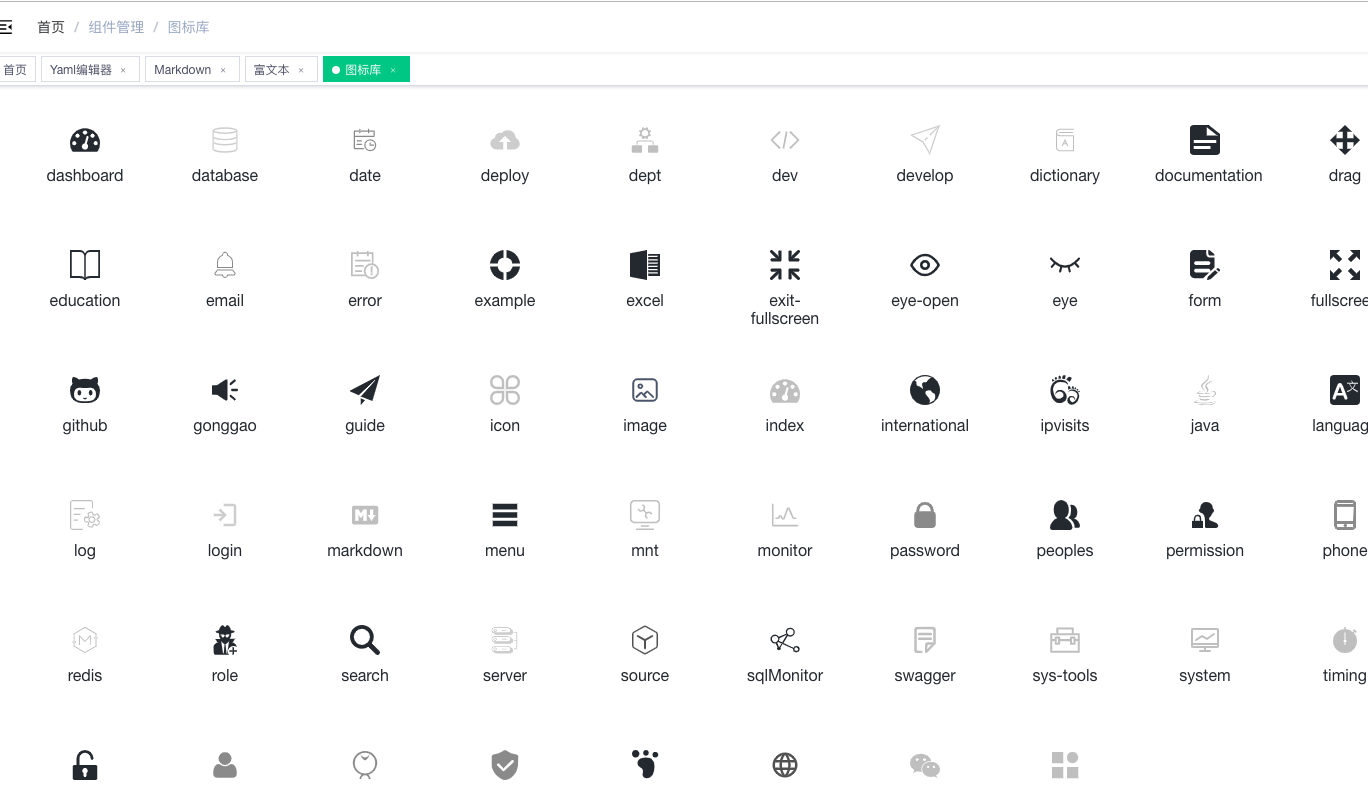 首页 / 组件管理 / 图标库
首页 Yaml编辑器 × Markdown × 富文本 × 图标库 ×
dashboard database date deploy dept dev develop dictionary documentation drag
education email error example excel exit-
fullscreen eye-open eye form fullscree
github gonggao guide icon image index international ipvisits java languag
log login markdown menu mnt monitor password peoples permission phone
redis role search server source sqlMonitor swagger sys-tools system timing